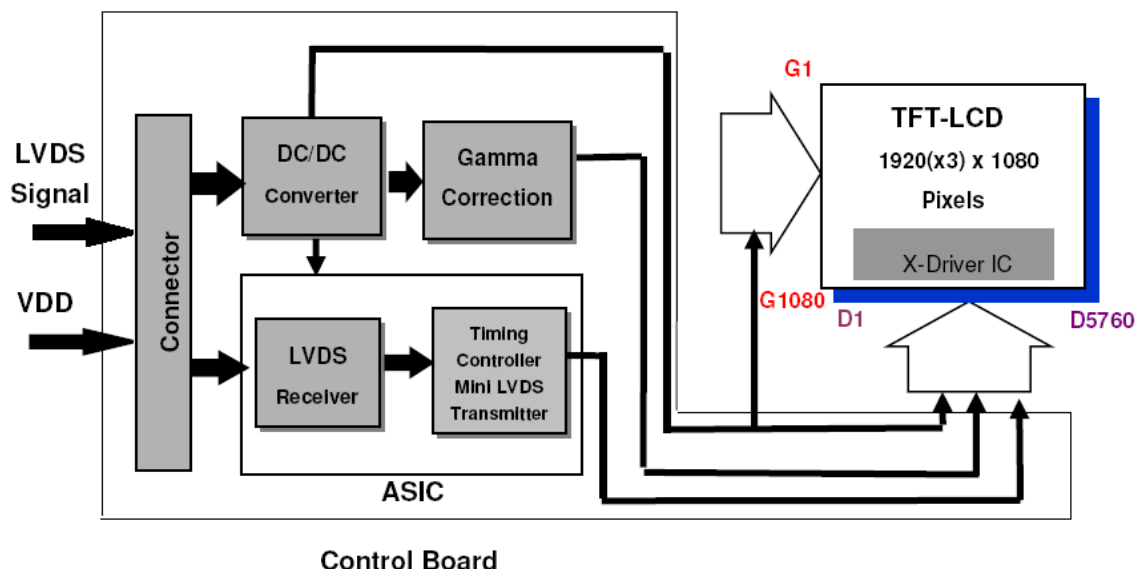 LVDS
Signal
VDD
Connector
DC/DC
Converter
Gamma
Correction
LVDS
Receiver
Timing
Controller
Mini LVDS
Transmitter
ASIC
Control Board
G1
G1080
TFT-LCD
1920(x3) x 1080
Pixels
X-Driver IC
D1
D5760